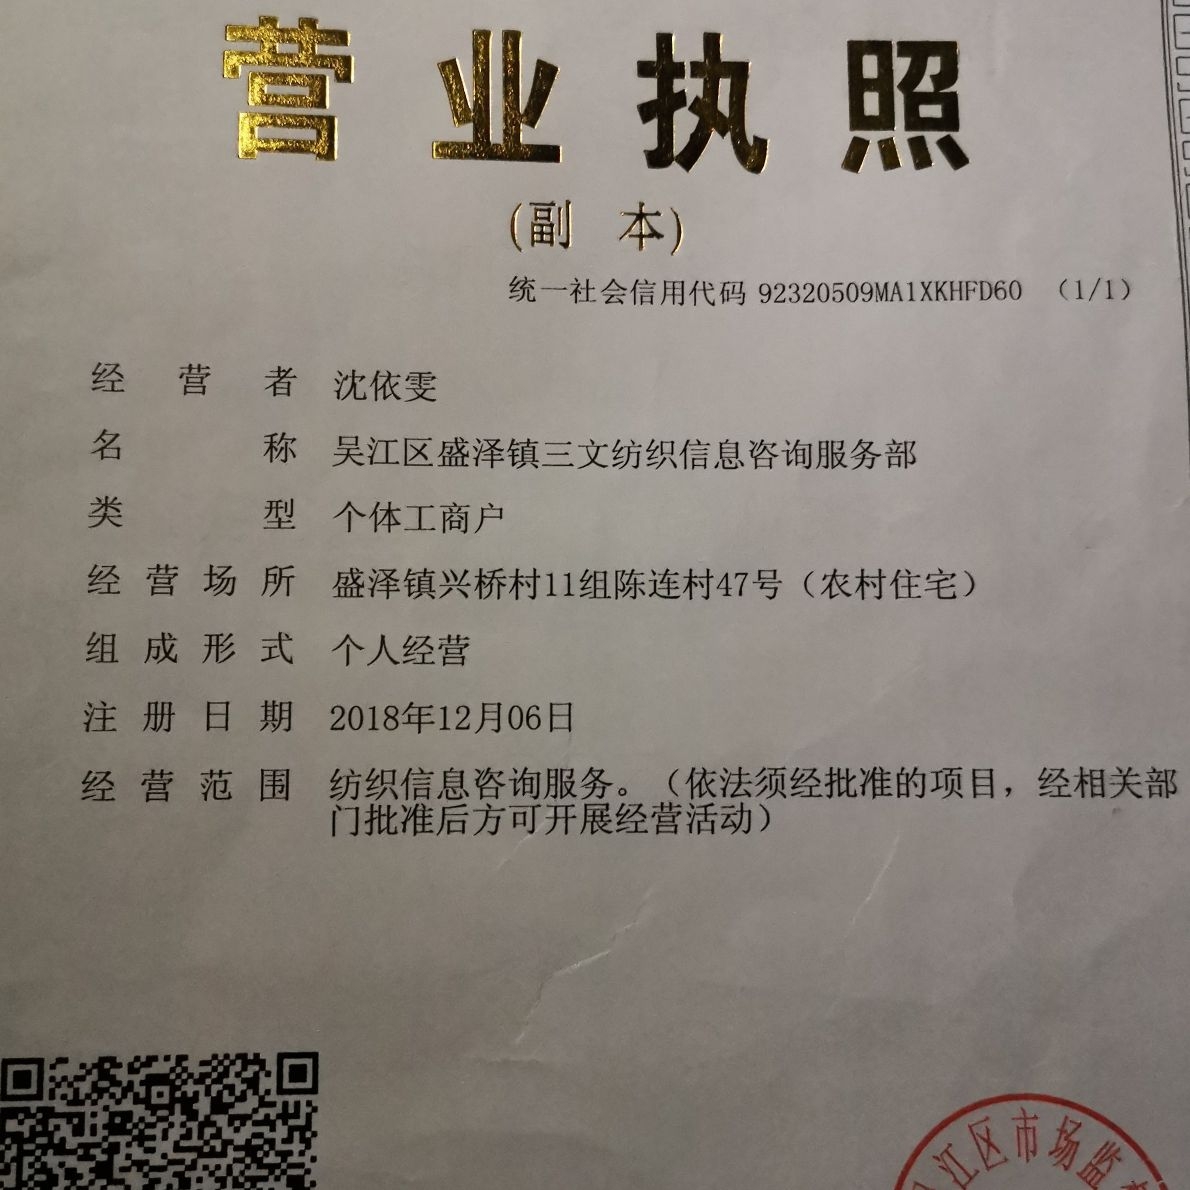 营业执照
(副 本)
统一社会信用代码 92320509MA1XKHFD60 （1/1）
经营者 沈依雯
名称 吴江区盛泽镇三文纺织信息咨询服务部
类型 个体工商户
经营场所 盛泽镇兴桥村11组陈连村47号（农村住宅）
组成形式 个人经营
注册日期 2018年12月06日
经营范围 纺织信息咨询服务。（依法须经批准的项目，经相关部
门批准后方可开展经营活动）
江区市场监